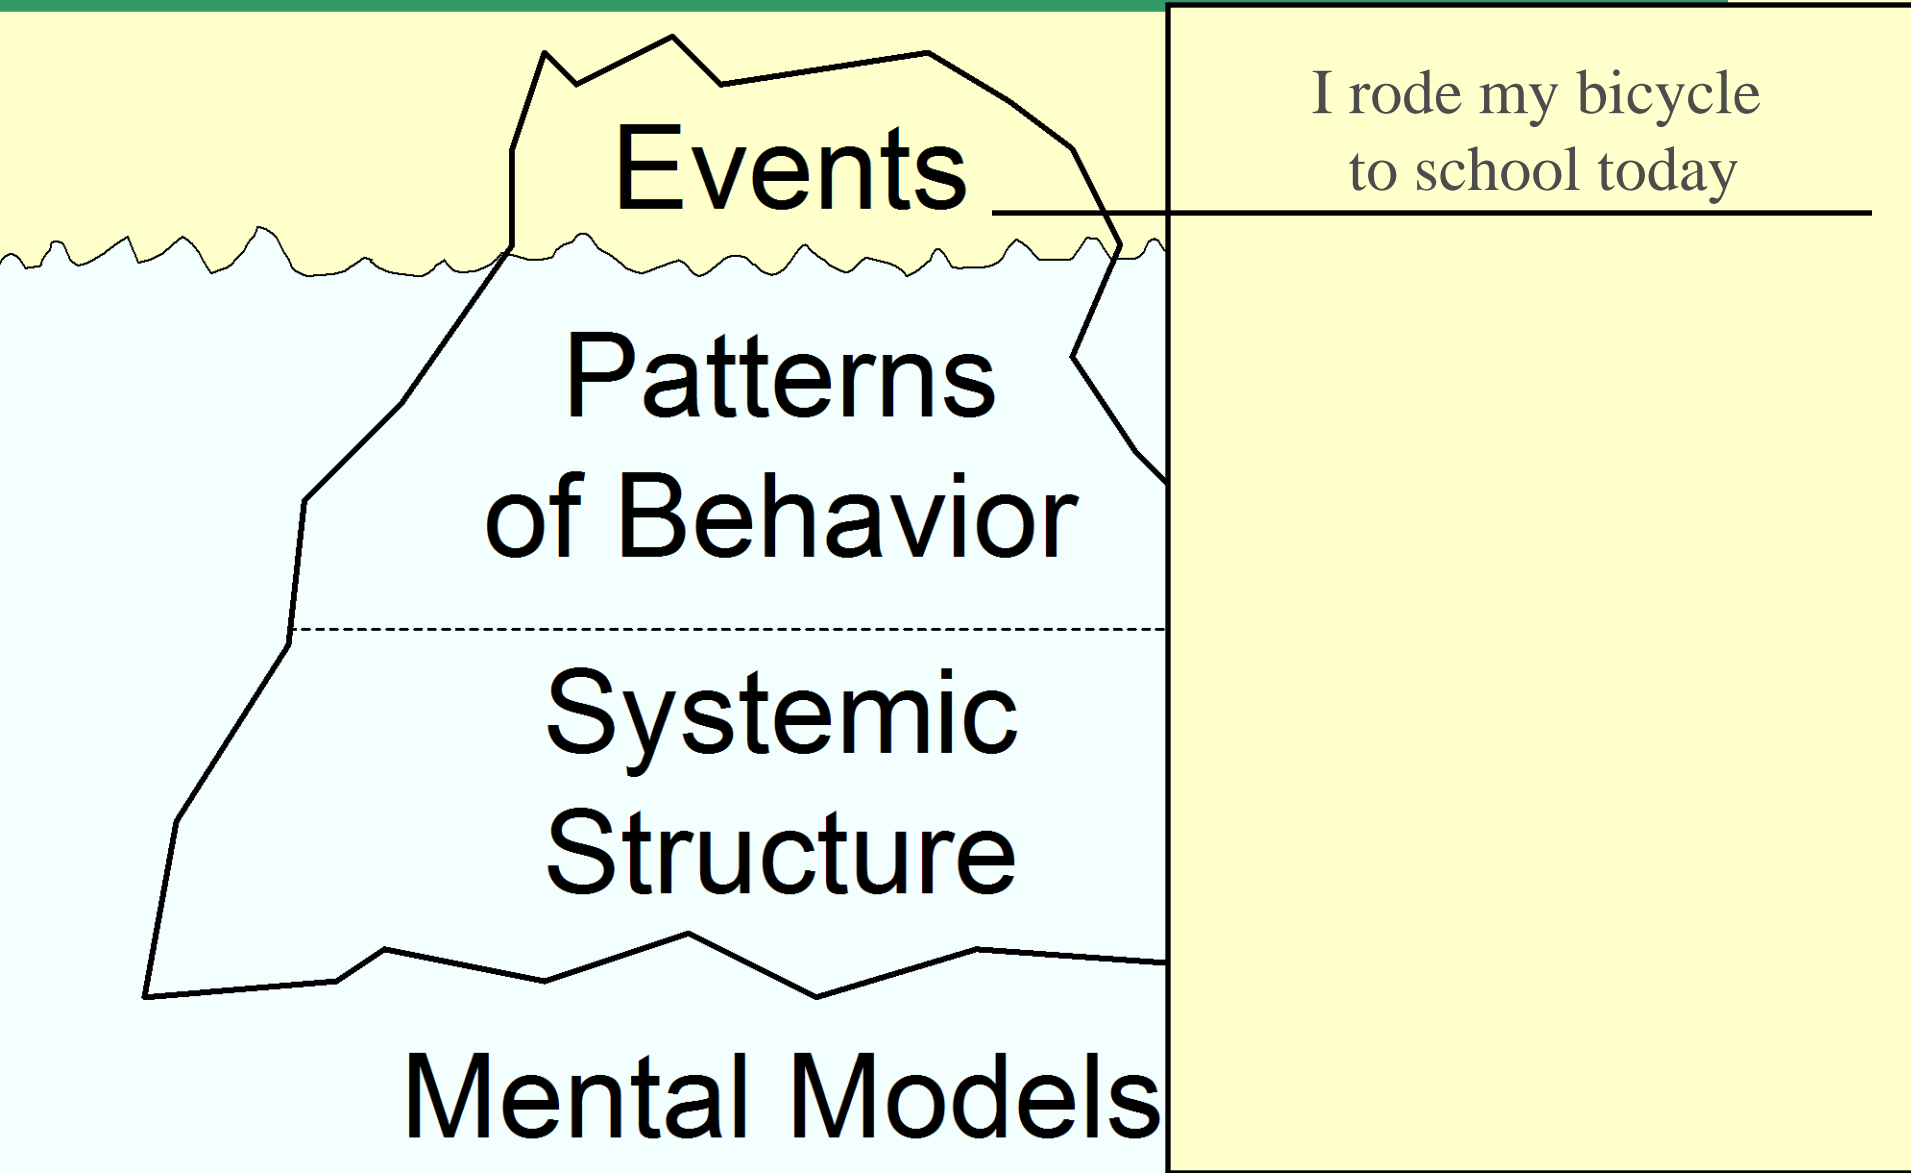 Events
I rode my bicycle
to school today
Patterns
of Behavior
Systemic
Structure
Mental Models